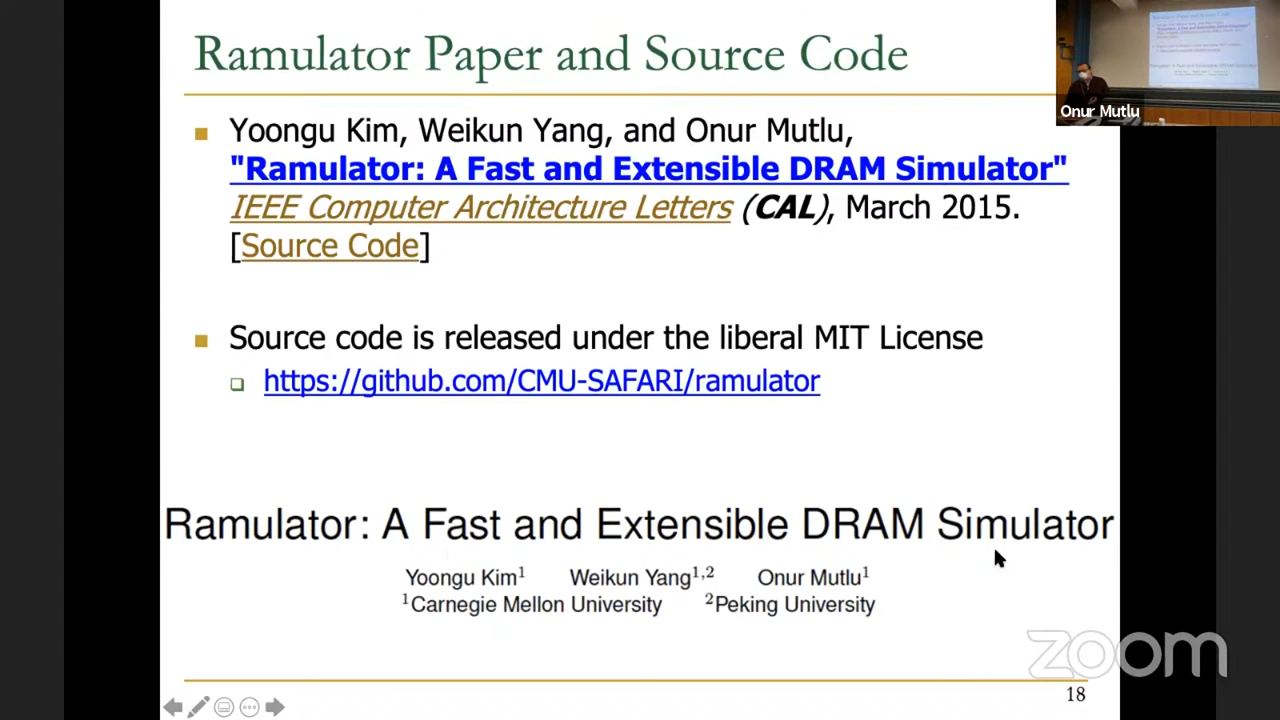 Ramulator Paper and Source Code
Onur Mutlu
■ Yoongu Kim, Weikun Yang, and Onur Mutlu,
"Ramulator: A Fast and Extensible DRAM Simulator"
IEEE Computer Architecture Letters (CAL), March 2015.
[Source Code]
■ Source code is released under the liberal MIT License
❑ https://github.com/CMU-SAFARI/ramulator
Ramulator: A Fast and Extensible DRAM Simulator
Yoongu Kim¹ Weikun Yang¹,² Onur Mutlu¹
¹Carnegie Mellon University ²Peking University
zoom
18